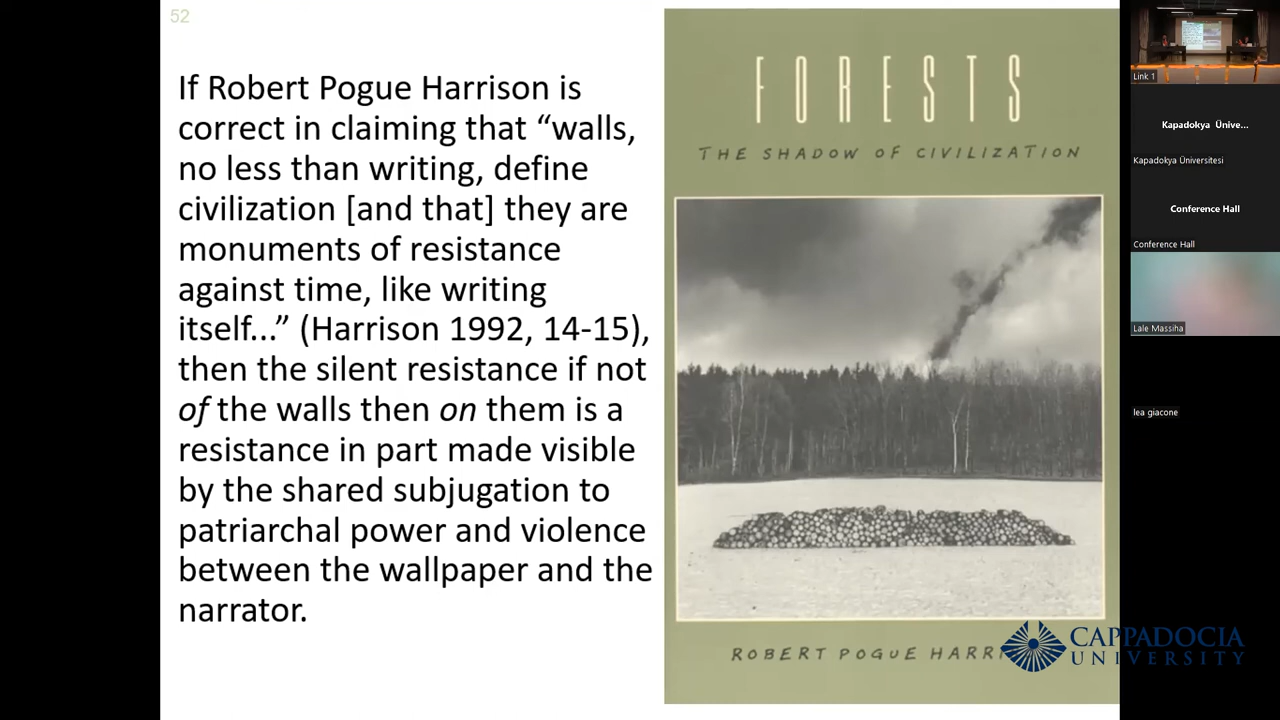 52
If Robert Pogue Harrison is
correct in claiming that “walls,
no less than writing, define
civilization [and that] they are
monuments of resistance
against time, like writing
itself...” (Harrison 1992, 14-15),
then the silent resistance if not
of the walls then on them is a
resistance in part made visible
by the shared subjugation to
patriarchal power and violence
between the wallpaper and the
narrator.
FORESTS
THE SHADOW OF CIVILIZATION
ROBERT POGUE HARRI
CAPPADOCIA
UNIVERSITY
Link 1
Kapadokya Ünive...
Kapadokya Üniversitesi
Conference Hall
Conference Hall
Lale Massiha
lea giacone